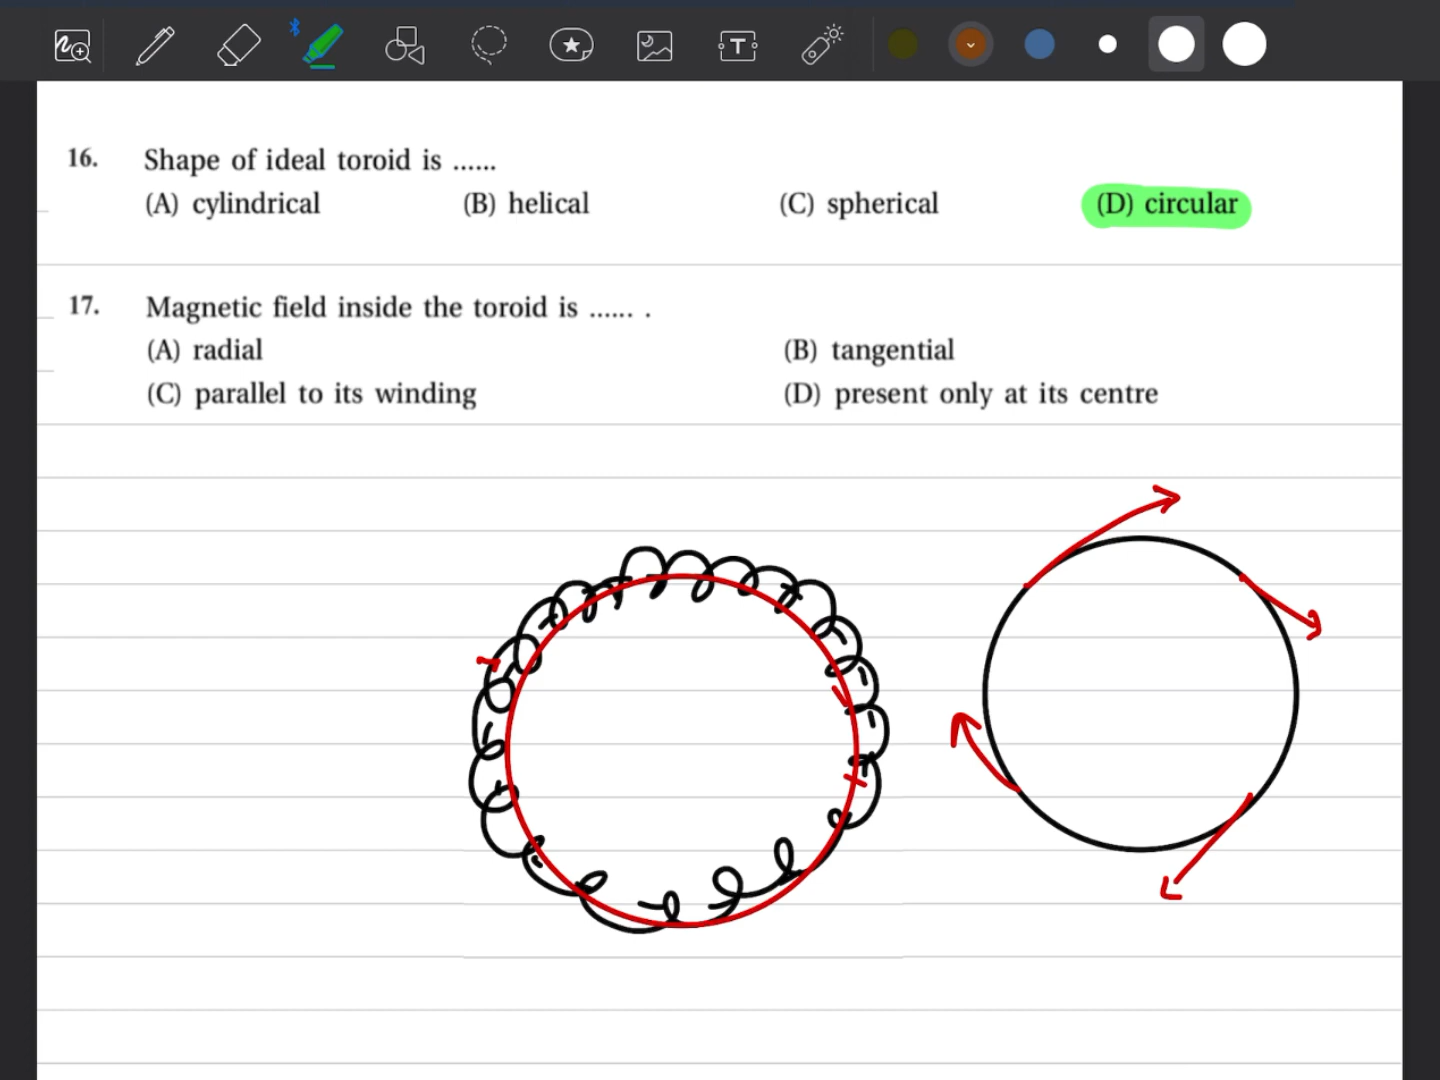 16. Shape of ideal toroid is ......
(A) cylindrical (B) helical (C) spherical (D) circular
17. Magnetic field inside the toroid is ...... .
(A) radial (B) tangential
(C) parallel to its winding (D) present only at its centre